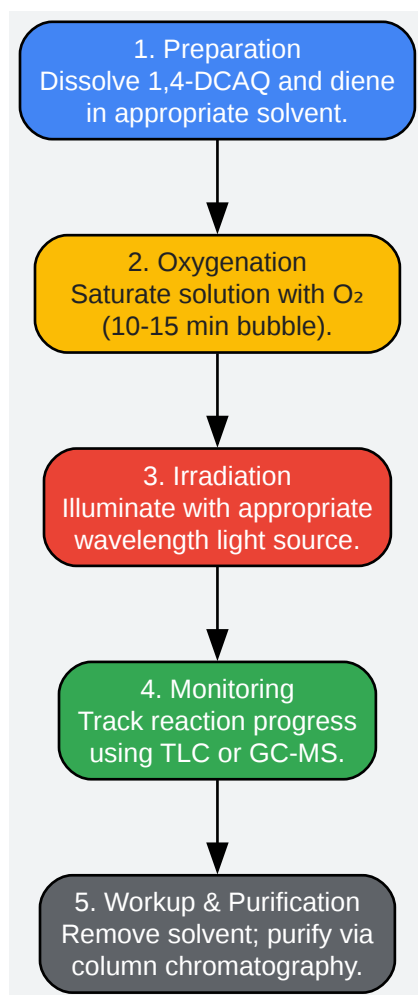 1. Preparation
Dissolve 1,4-DCAQ and diene
in appropriate solvent.
2. Oxygenation
Saturate solution with O₂
(10-15 min bubble).
3. Irradiation
Illuminate with appropriate
wavelength light source.
4. Monitoring
Track reaction progress
using TLC or GC-MS.
5. Workup & Purification
Remove solvent; purify via
column chromatography.